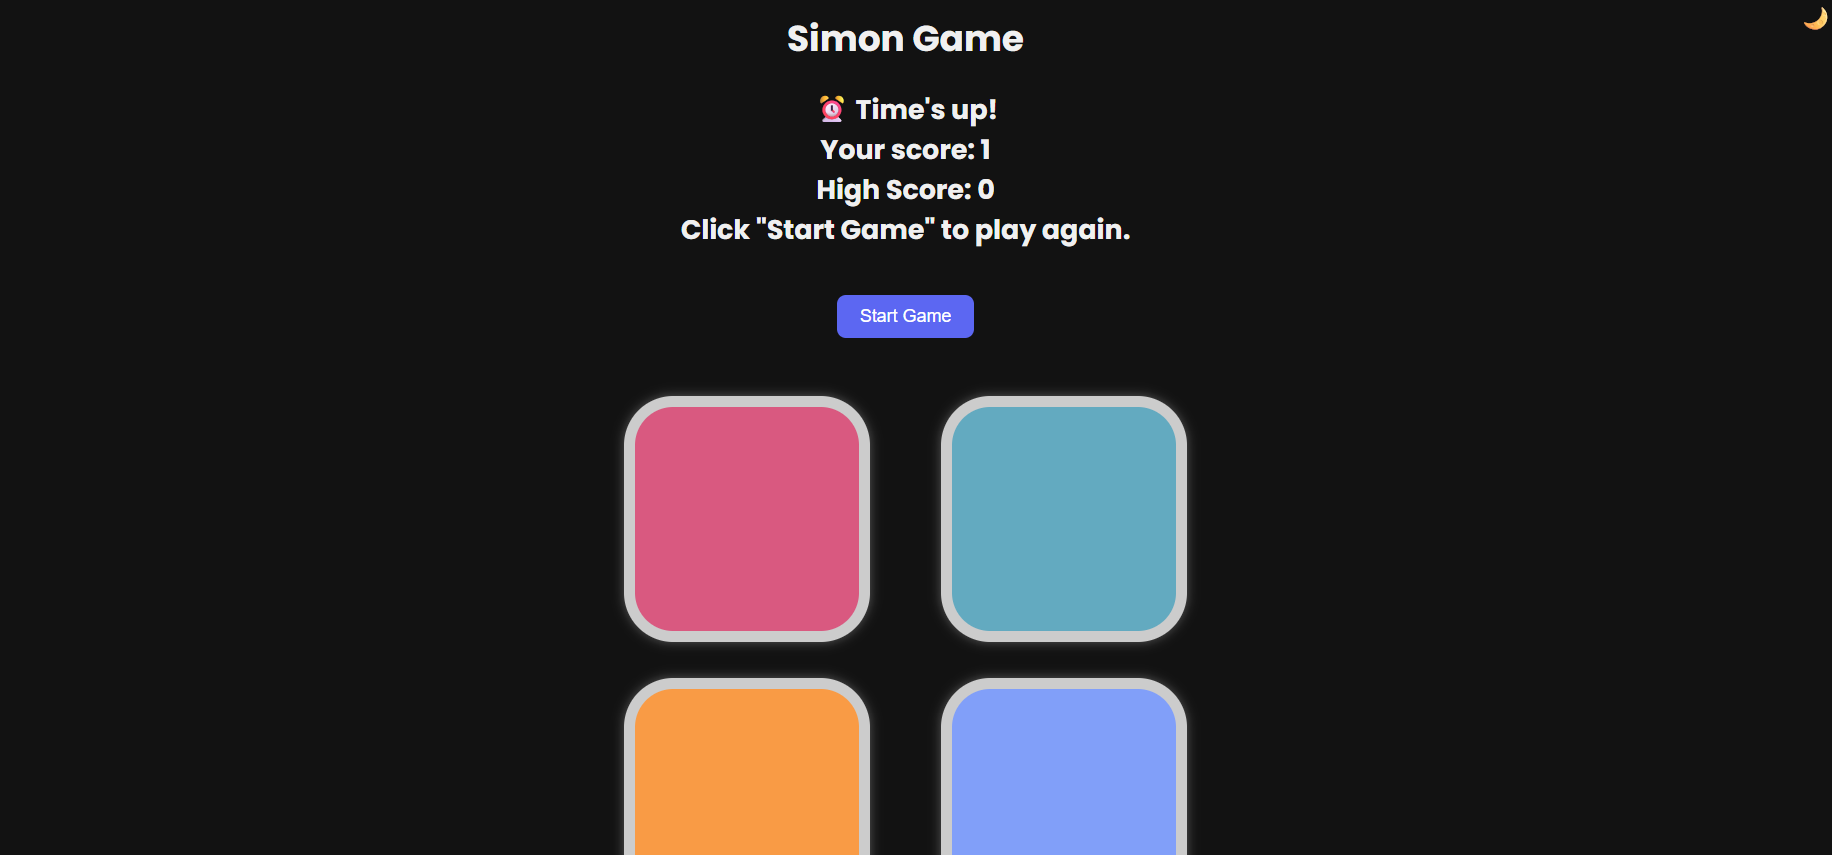 Simon Game
⏰ Time's up!
Your score: 1
High Score: 0
Click "Start Game" to play again.
Start Game